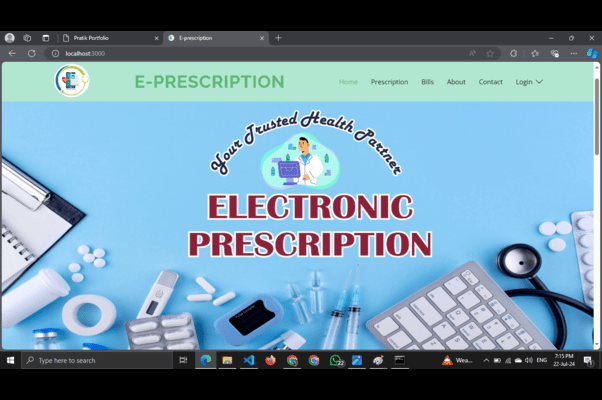 Pratik Portfolio
E-prescription
localhost:3000
E-PRESCRIPTION
Home
Prescription
Bills
About
Contact
Login
Your Trusted Health Partner
ELECTRONIC
PRESCRIPTION
Type here to search
22
Wea...
ENG
7:15 PM
22-Jul-24